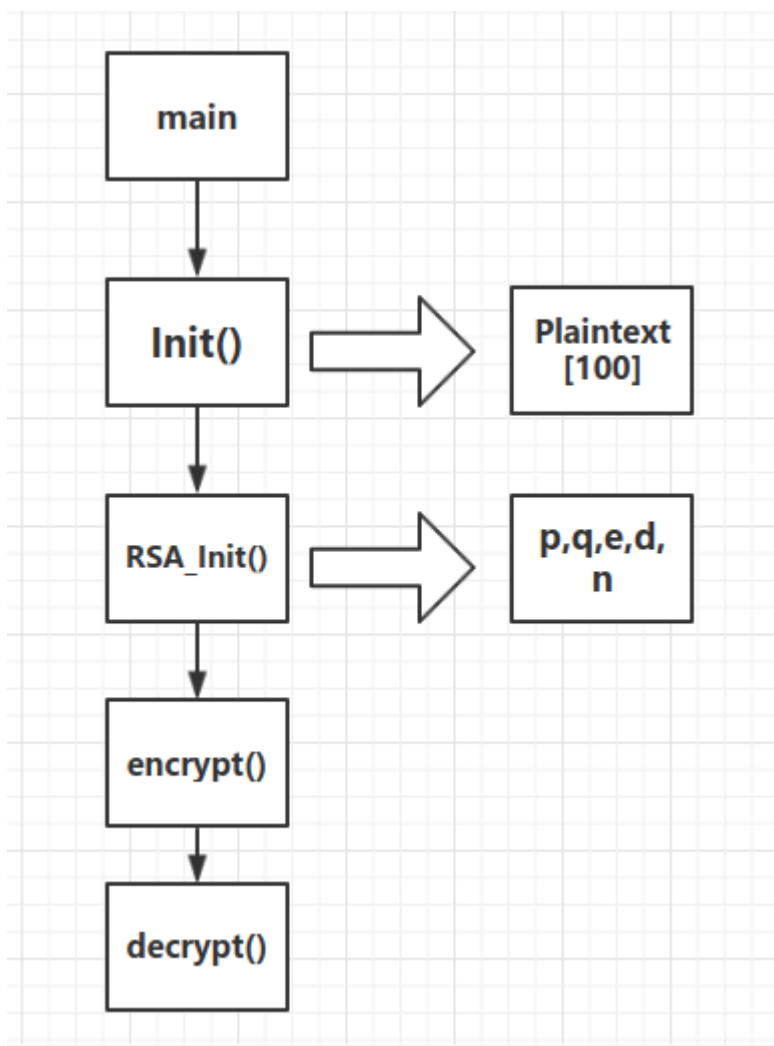 main
Init()
Plaintext
[100]
RSA_Init()
p,q,e,d,
n
encrypt()
decrypt()